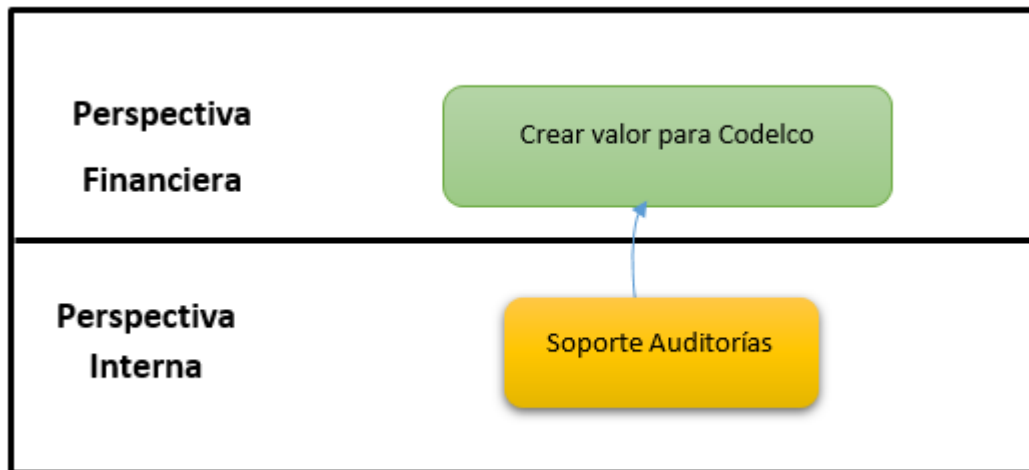 Perspectiva
Financiera
Crear valor para Codelco
Perspectiva
Interna
Soporte Auditorías